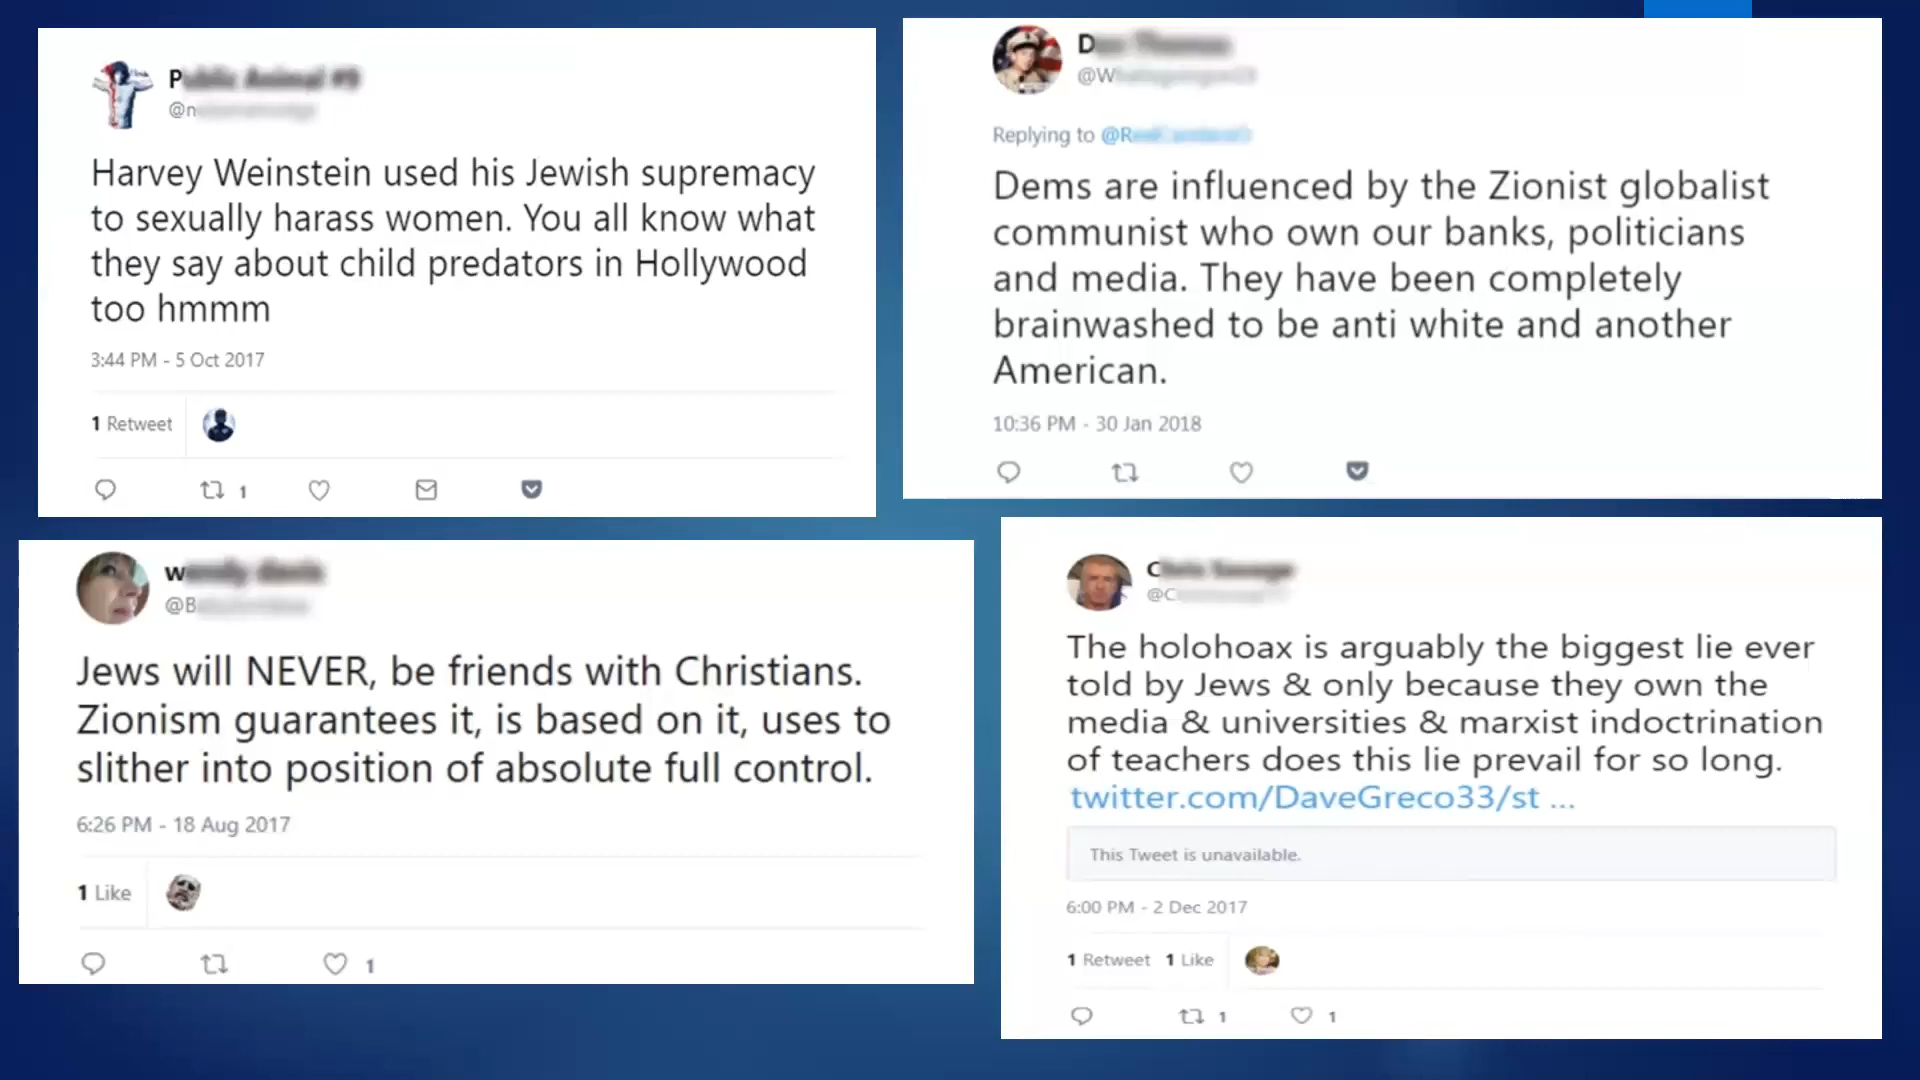 P
@n
Harvey Weinstein used his Jewish supremacy
to sexually harass women. You all know what
they say about child predators in Hollywood
too hmmm
3:44 PM - 5 Oct 2017
1 Retweet
1
D
@W
Replying to @R
Dems are influenced by the Zionist globalist
communist who own our banks, politicians
and media. They have been completely
brainwashed to be anti white and another
American.
10:36 PM - 30 Jan 2018
w
@B
Jews will NEVER, be friends with Christians.
Zionism guarantees it, is based on it, uses to
slither into position of absolute full control.
6:26 PM - 18 Aug 2017
1 Like
1
C
@C
The holohoax is arguably the biggest lie ever
told by Jews & only because they own the
media & universities & marxist indoctrination
of teachers does this lie prevail for so long.
twitter.com/DaveGreco33/st ...
This Tweet is unavailable.
6:00 PM - 2 Dec 2017
1 Retweet 1 Like
1 1